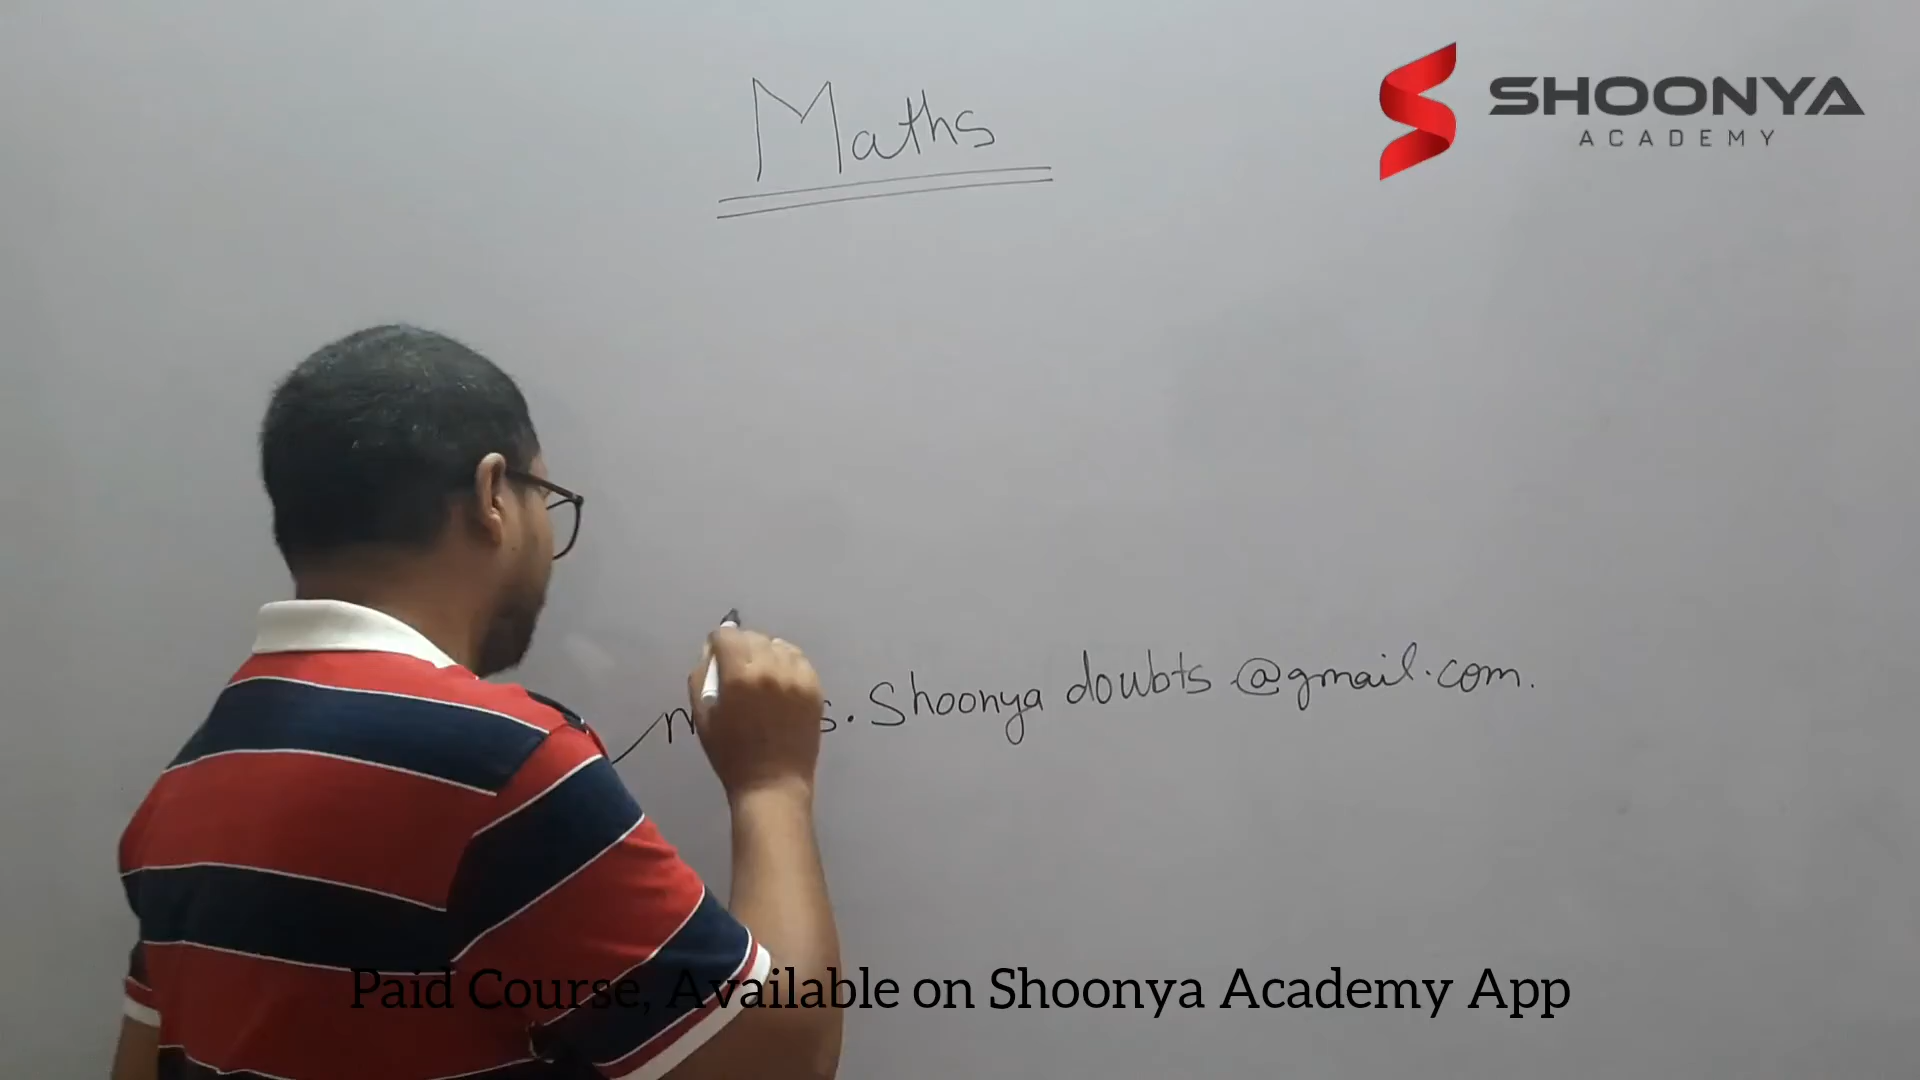 Maths
SHOONYA
ACADEMY
. Shoonya doubts @gmail.com.
Paid Course, Available on Shoonya Academy App